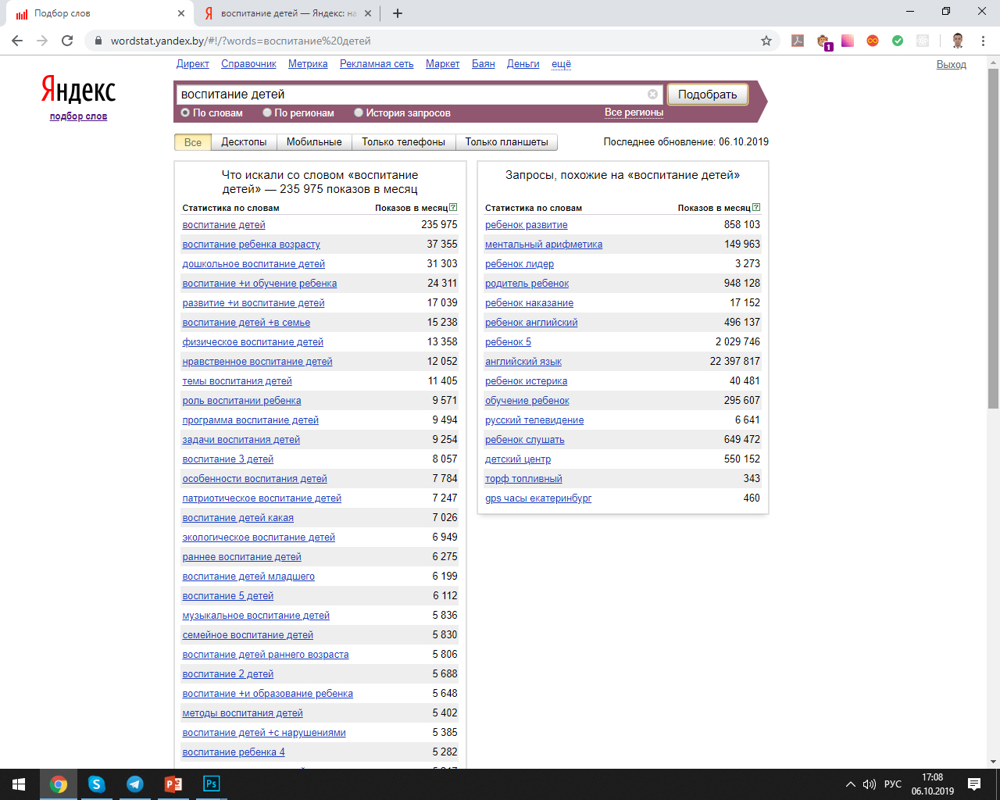 Подбор слов
воспитание детей — Яндекс: на
wordstat.yandex.by/#!/?words=воспитание%20детей
1
Директ Справочник Метрика Рекламная сеть Маркет Баян Деньги ещё
Выход
Яндекс
подбор слов
воспитание детей
Подобрать
По словам По регионам История запросов
Все регионы
Все Десктопы Мобильные Только телефоны Только планшеты
Последнее обновление: 06.10.2019
Что искали со словом «воспитание
детей» — 235 975 показов в месяц
Статистика по словам Показов в месяц ?
воспитание детей 235 975
воспитание ребенка возрасту 37 355
дошкольное воспитание детей 31 303
воспитание +и обучение ребенка 24 311
развитие +и воспитание детей 17 039
воспитание детей +в семье 15 238
физическое воспитание детей 13 358
нравственное воспитание детей 12 052
темы воспитания детей 11 405
роль воспитании ребенка 9 571
программа воспитание детей 9 494
задачи воспитания детей 9 254
воспитание 3 детей 8 057
особенности воспитания детей 7 784
патриотическое воспитание детей 7 247
воспитание детей какая 7 026
экологическое воспитание детей 6 949
раннее воспитание детей 6 275
воспитание детей младшего 6 199
воспитание 5 детей 6 112
музыкальное воспитание детей 5 836
семейное воспитание детей 5 830
воспитание детей раннего возраста 5 806
воспитание 2 детей 5 688
воспитание +и образование ребенка 5 648
методы воспитания детей 5 402
воспитание детей +с нарушениями 5 385
воспитание ребенка 4 5 282
Запросы, похожие на «воспитание детей»
Статистика по словам Показов в месяц ?
ребенок развитие 858 103
ментальный арифметика 149 963
ребенок лидер 3 273
родитель ребенок 948 128
ребенок наказание 17 152
ребенок английский 496 137
ребенок 5 2 029 746
английский язык 22 397 817
ребенок истерика 40 481
обучение ребенок 295 607
русский телевидение 6 641
ребенок слушать 649 472
детский центр 550 152
торф топливный 343
gps часы екатеринбург 460
РУС
17:08
06.10.2019